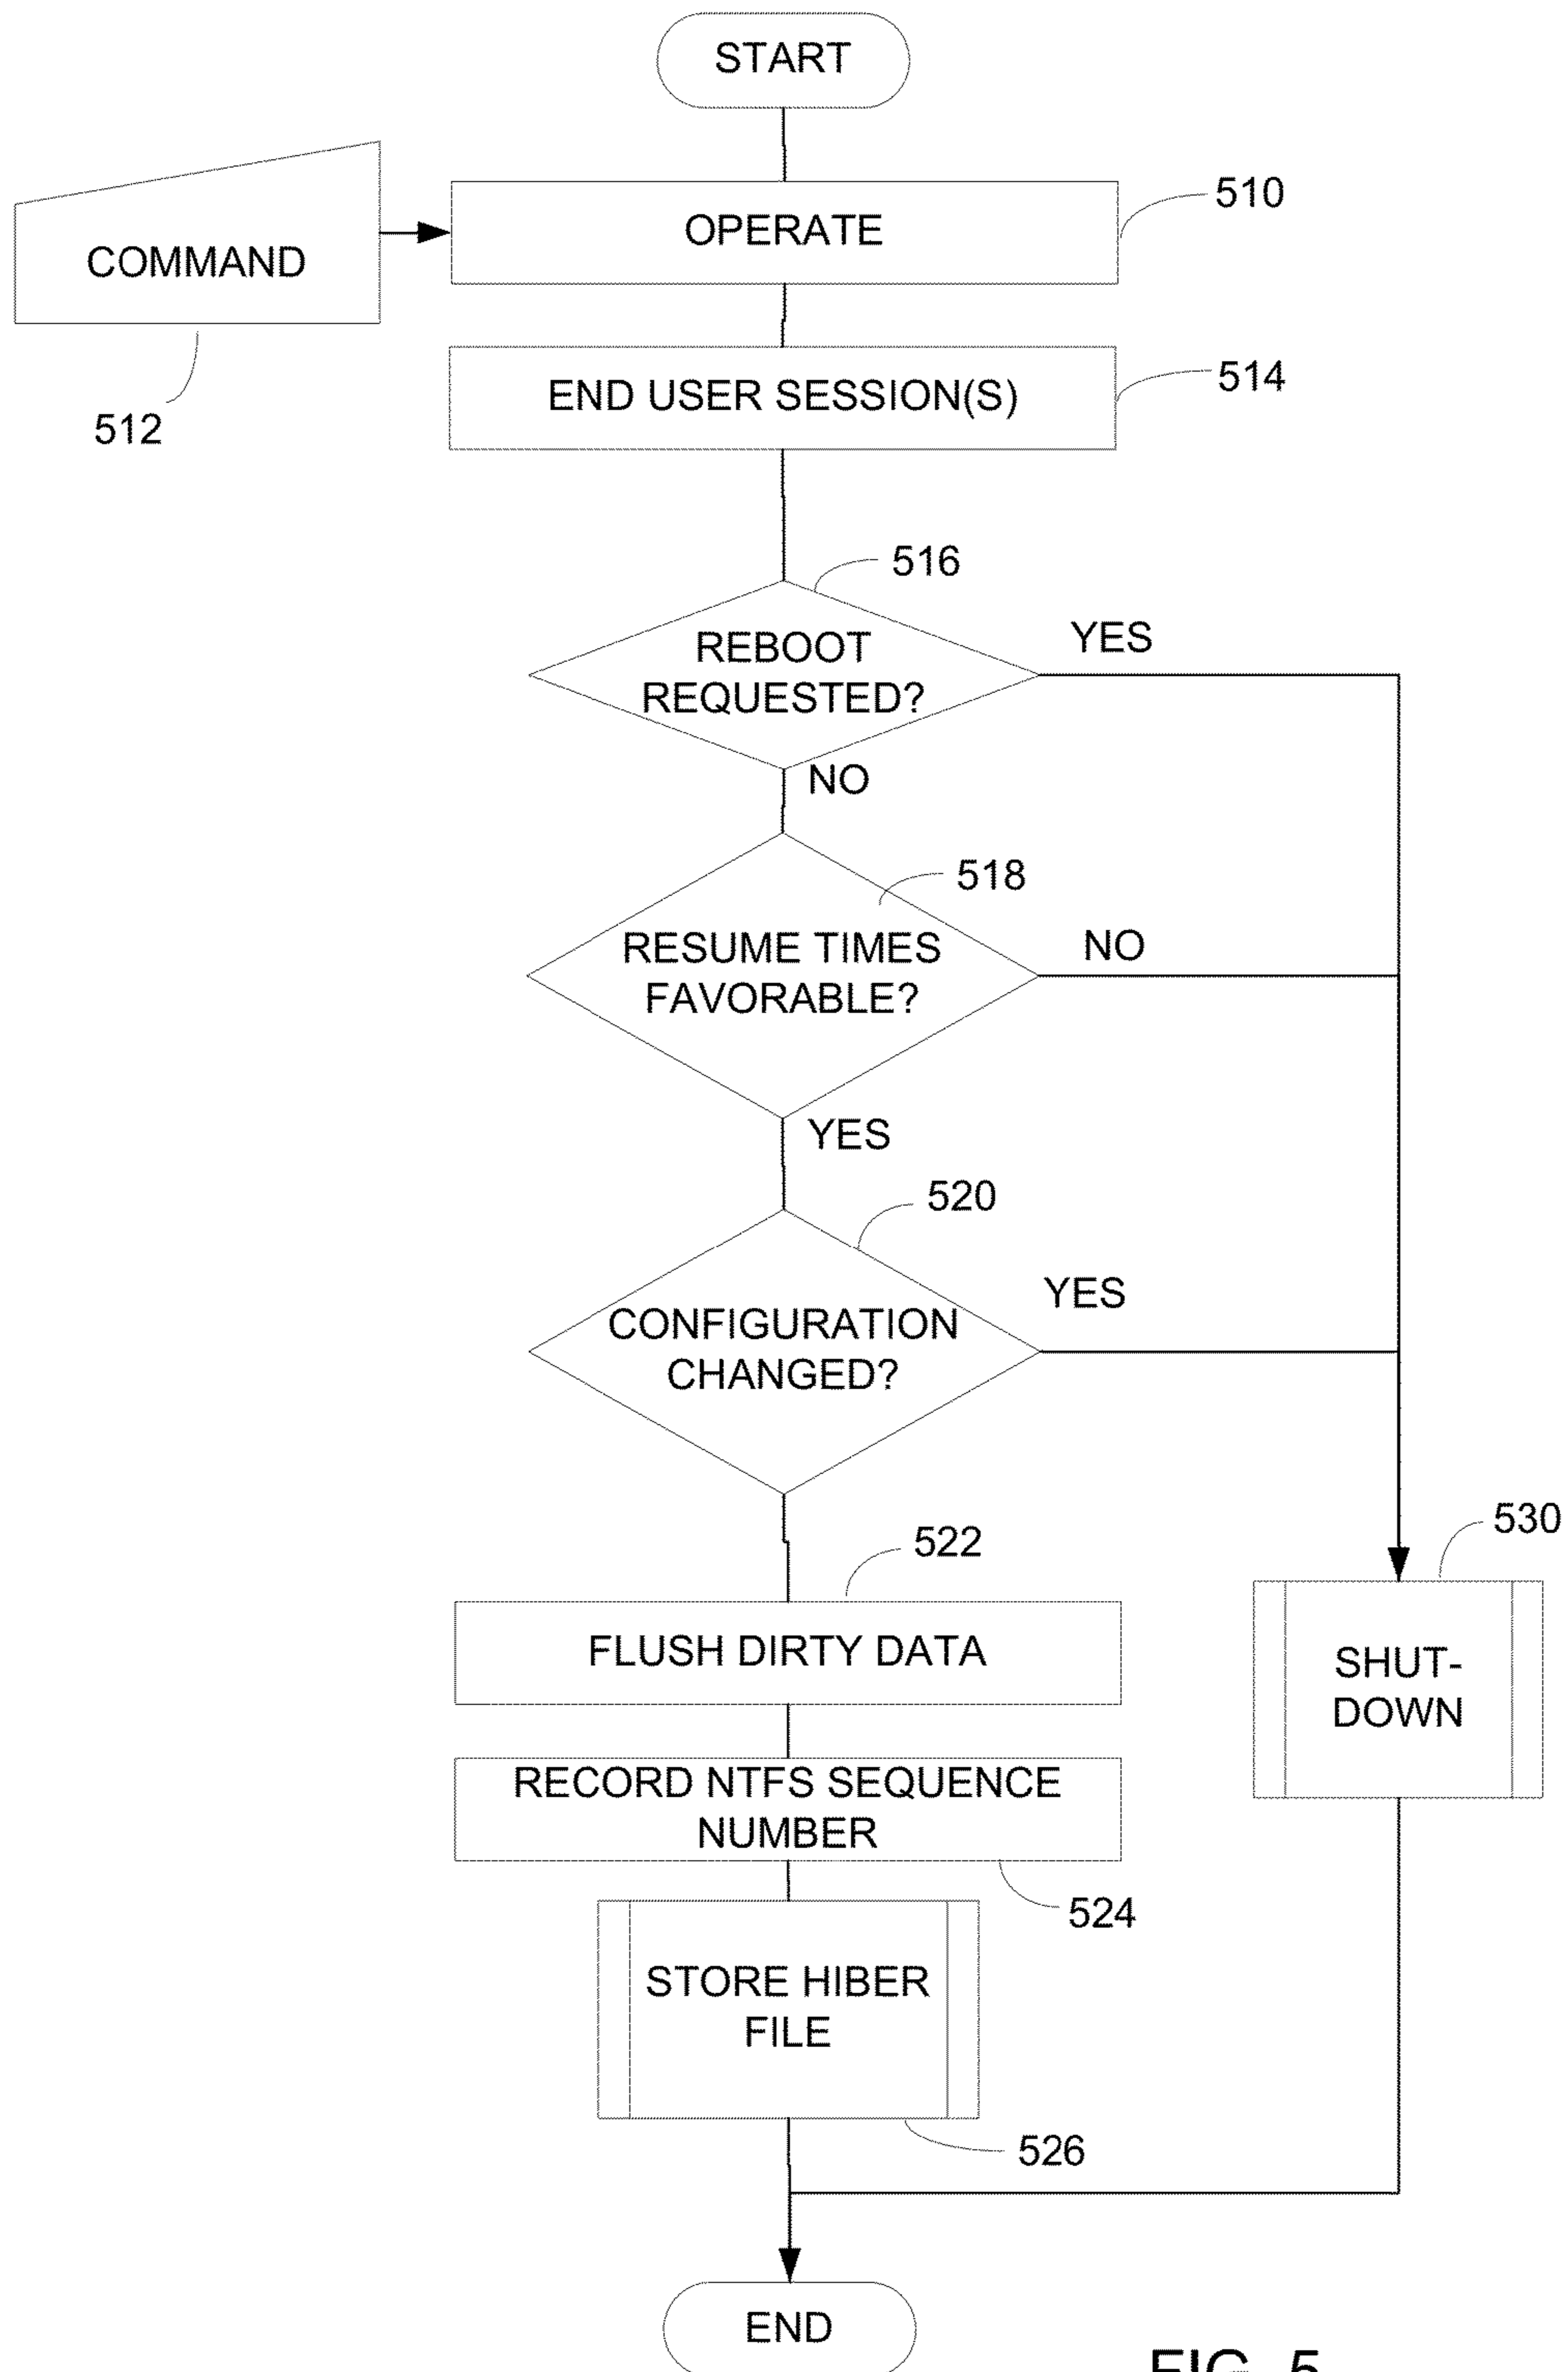 START
510
OPERATE
COMMAND
512
514
END USER SESSION(S)
516
REBOOT
REQUESTED?
YES
NO
518
RESUME TIMES
FAVORABLE?
NO
YES
520
CONFIGURATION
CHANGED?
YES
522
FLUSH DIRTY DATA
530
SHUT-
DOWN
RECORD NTFS SEQUENCE
NUMBER
524
STORE HIBER
FILE
526
END
FIG. 5